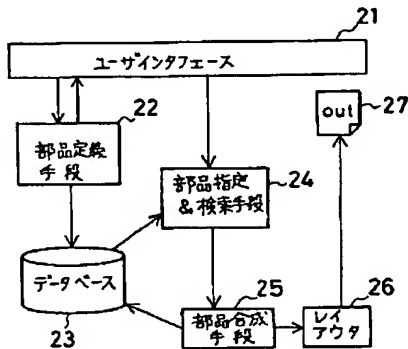 21
ユーザインタフェース
22
部品定義
手段
out
27
部品指定
&検索手段
24
データベース
23
25
部品合成手段
26
レイ
アウタ